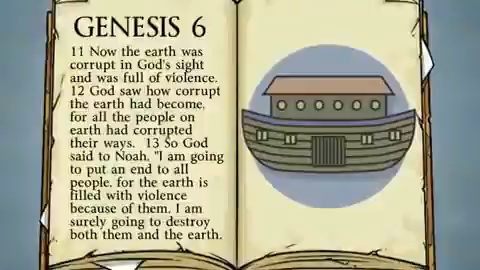 GENESIS 6
11 Now the earth was
corrupt in God's sight
and was full of violence.
12 God saw how corrupt
the earth had become,
for all the people on
earth had corrupted
their ways. 13 So God
said to Noah, "I am going
to put an end to all
people, for the earth is
filled with violence
because of them. I am
surely going to destroy
both them and the earth.